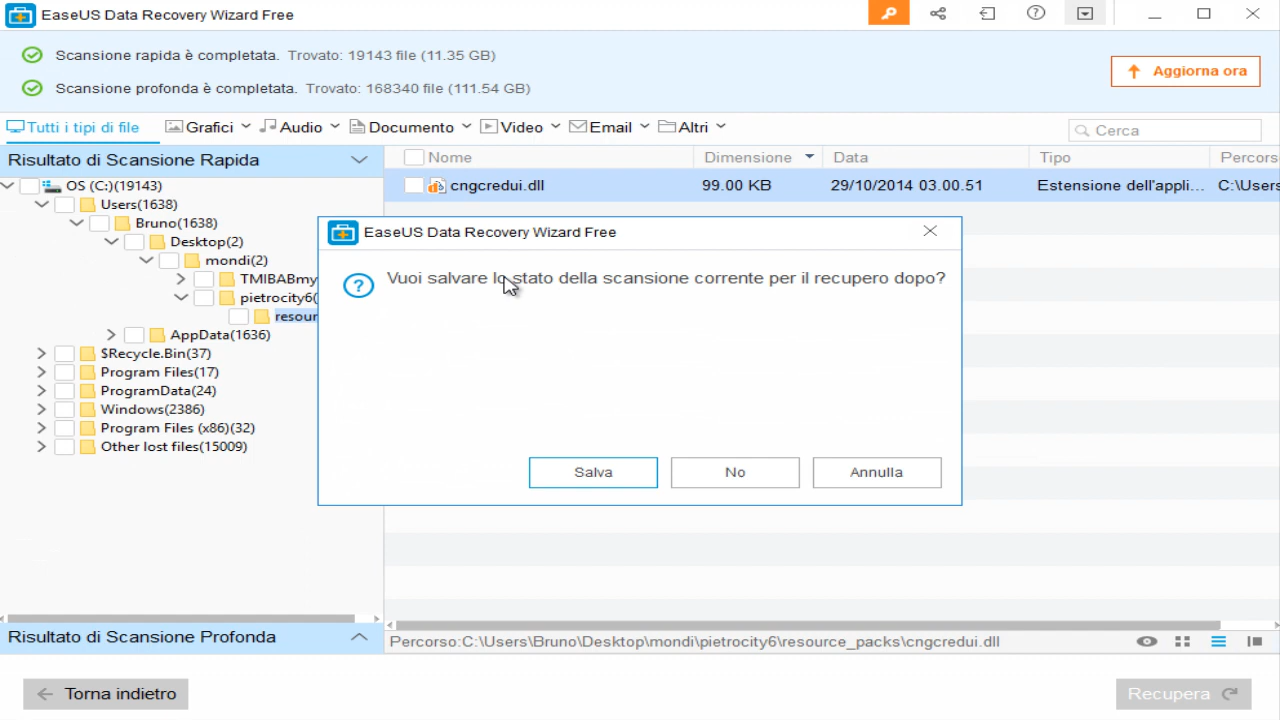 EaseUS Data Recovery Wizard Free
Scansione rapida è completata. Trovato: 19143 file (11.35 GB)
Scansione profonda è completata. Trovato: 168340 file (111.54 GB)
Aggiorna ora
Tutti i tipi di file Grafici Audio Documento Video Email Altri Cerca
Risultato di Scansione Rapida
Nome Dimensione Data Tipo Percorso
OS (C:)(19143)
cngcredui.dll 99.00 KB 29/10/2014 03.00.51 Estensione dell'appli... C:\Users
Users(1638)
Bruno(1638)
Desktop(2)
mondi(2)
TMIBABmy
pietrocity6(
resour
AppData(1636)
$Recycle.Bin(37)
Program Files(17)
ProgramData(24)
Windows(2386)
Program Files (x86)(32)
Other lost files(15009)
EaseUS Data Recovery Wizard Free
Vuoi salvare lo stato della scansione corrente per il recupero dopo?
Salva No Annulla
Risultato di Scansione Profonda
Percorso:C:\Users\Bruno\Desktop\mondi\pietrocity6\resource_packs\cngcredui.dll
Torna indietro
Recupera